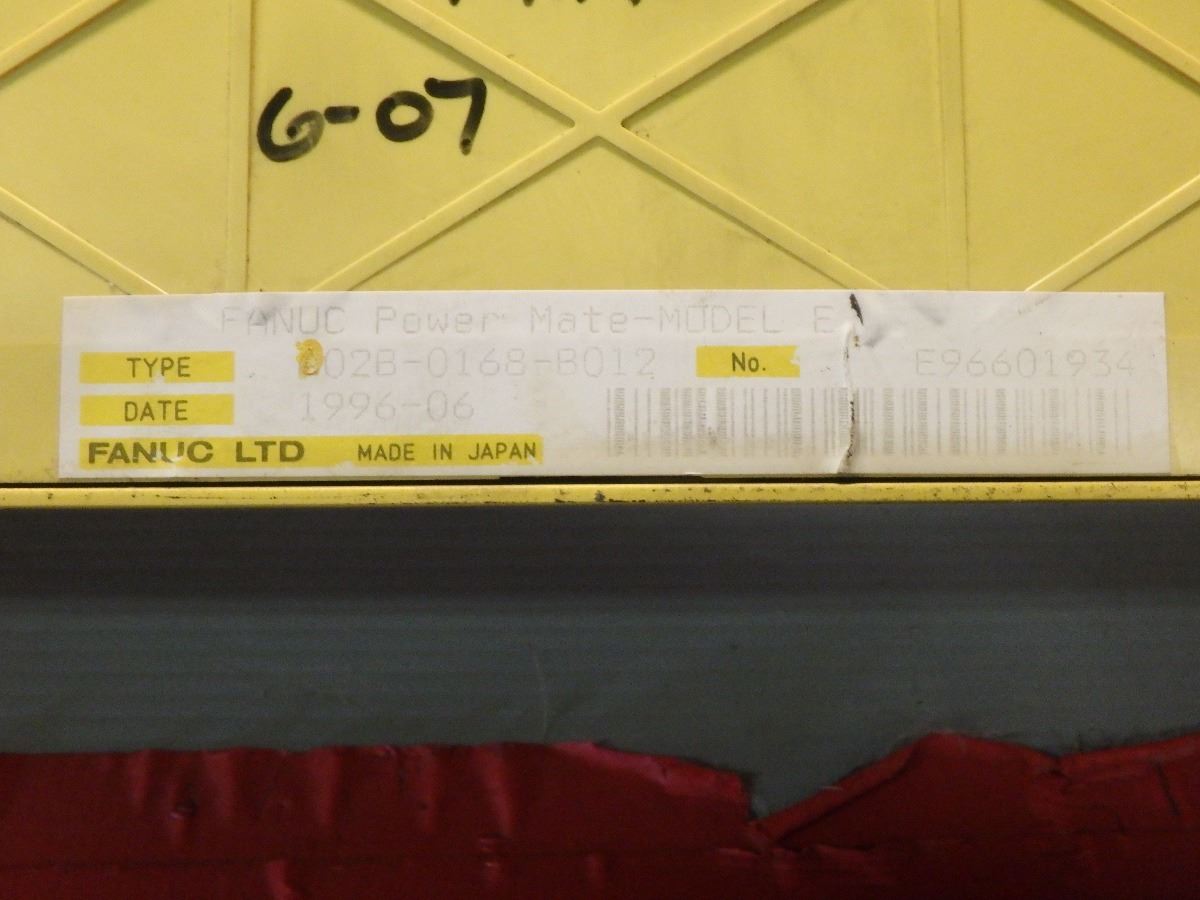 G-07
FANUC Power Mate-MODEL E
TYPE 02B-0168-B012 No. E96601934
DATE 1996-06
FANUC LTD MADE IN JAPAN